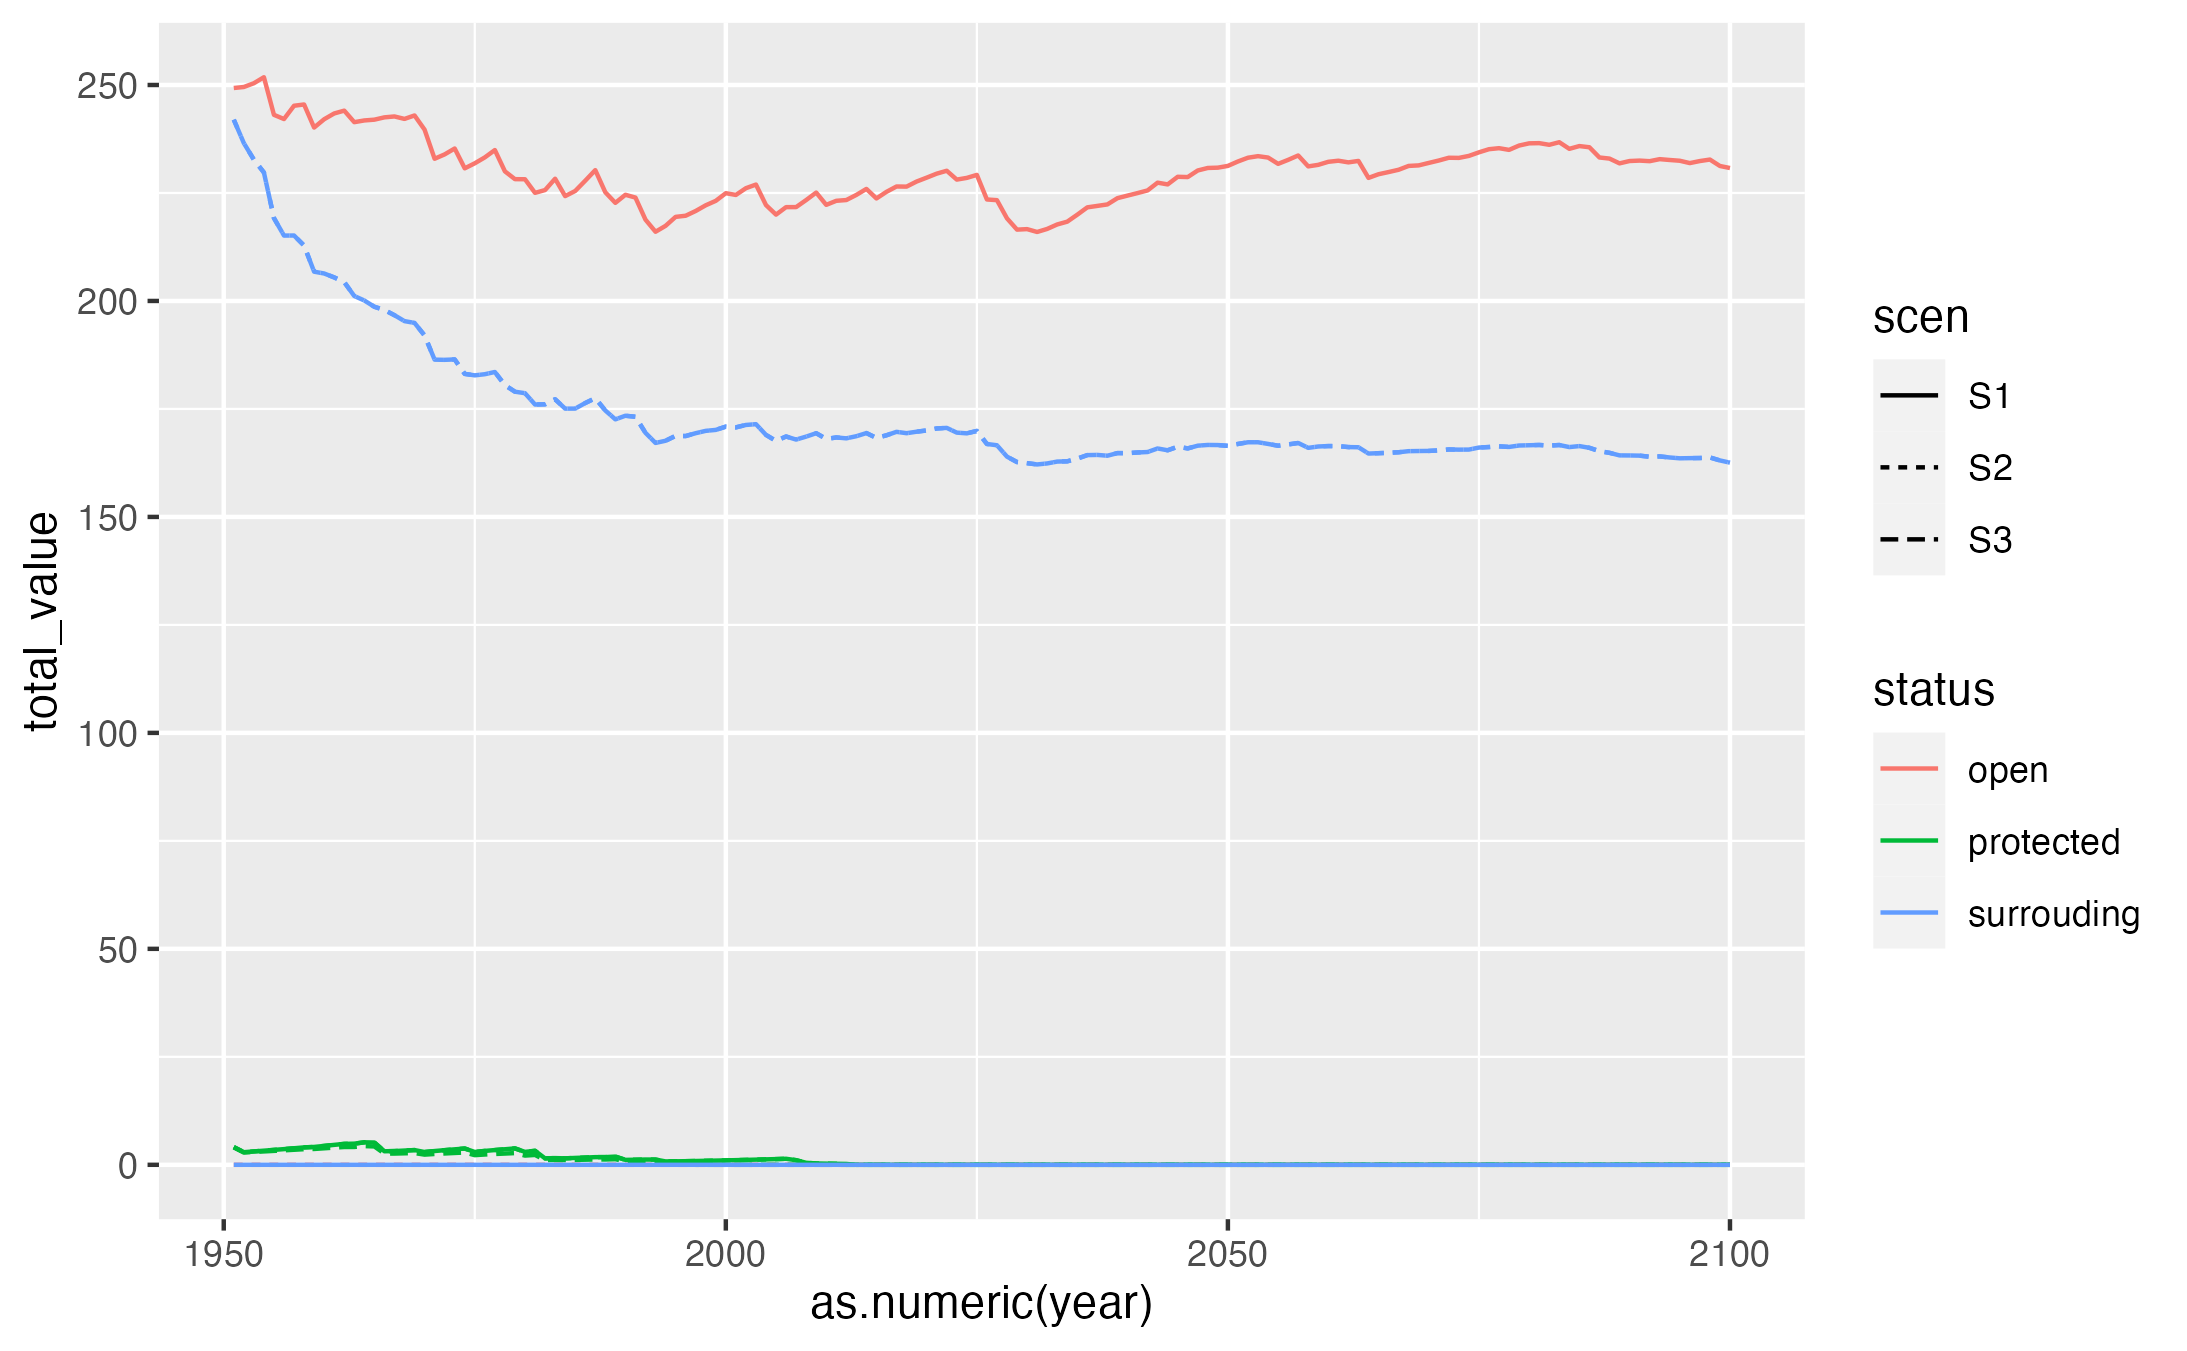 250
200
150
100
50
0
total_value
1950 2000 2050 2100
as.numeric(year)
scen
S1
S2
S3
status
open
protected
surrouding